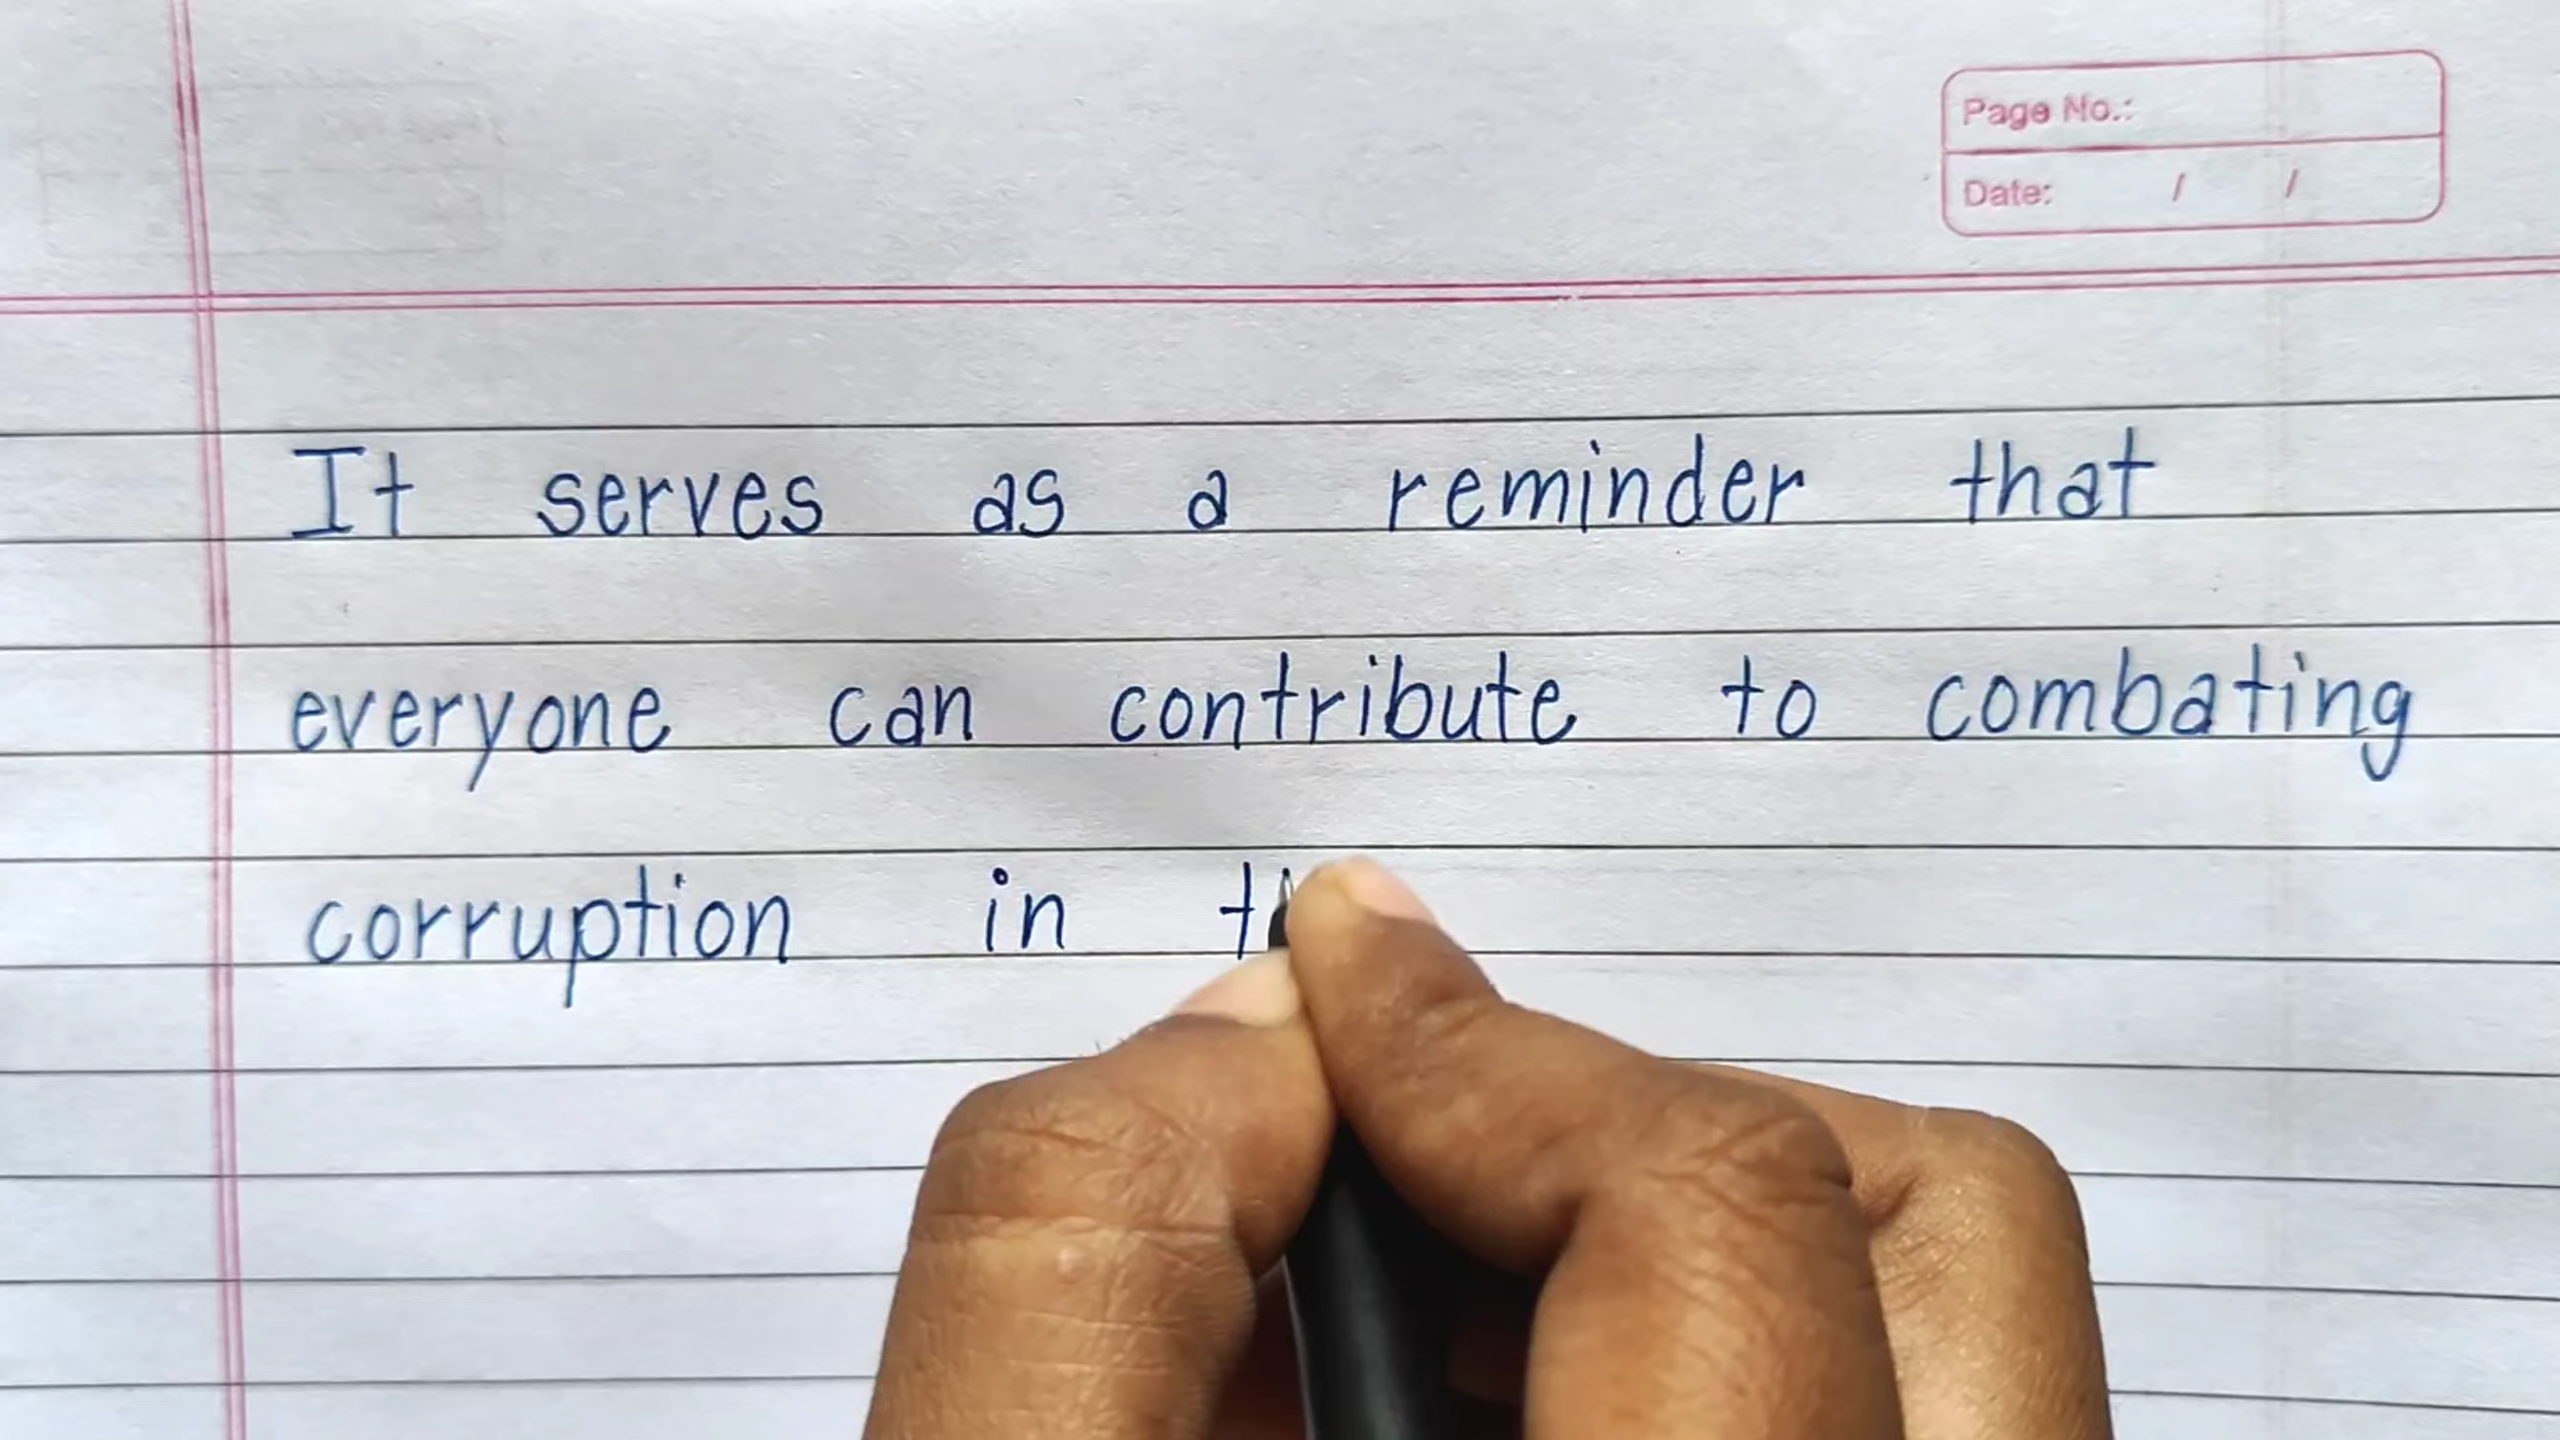 Page No.:
Date: / /
It serves as a reminder that
everyone can contribute to combating
corruption in